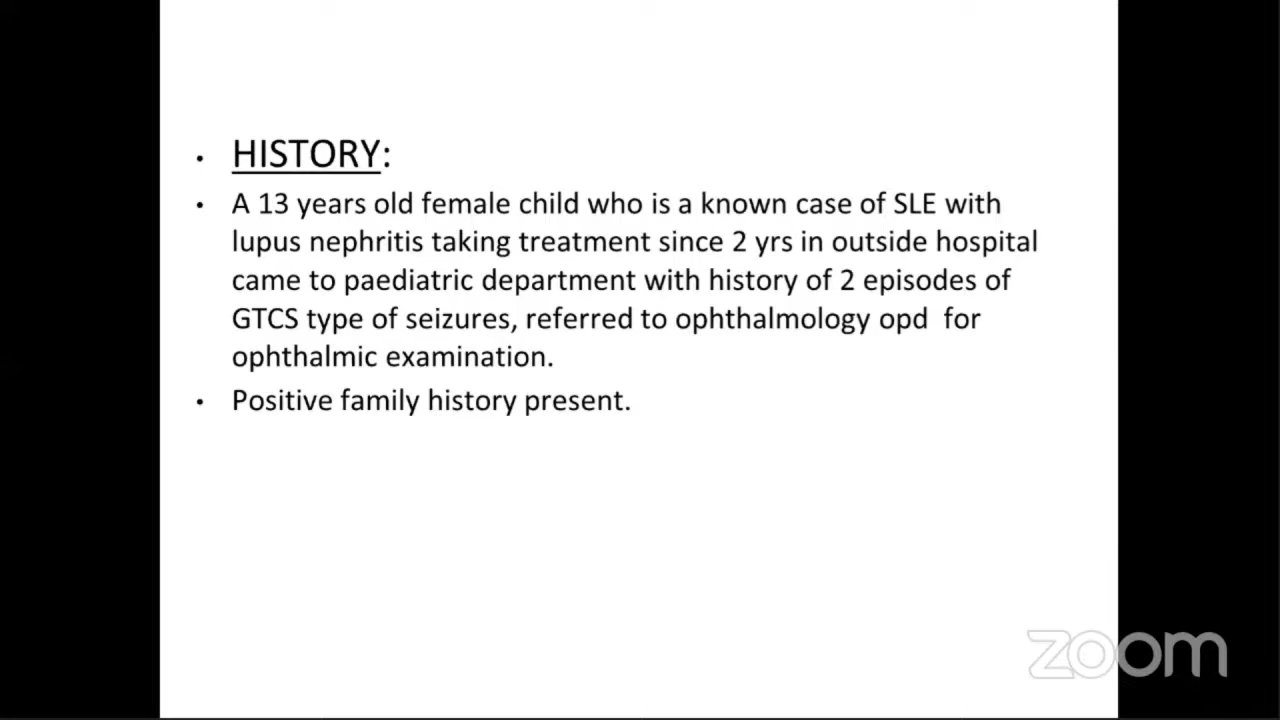 • HISTORY:
• A 13 years old female child who is a known case of SLE with
lupus nephritis taking treatment since 2 yrs in outside hospital
came to paediatric department with history of 2 episodes of
GTCS type of seizures, referred to ophthalmology opd  for
ophthalmic examination.
• Positive family history present.
zoom